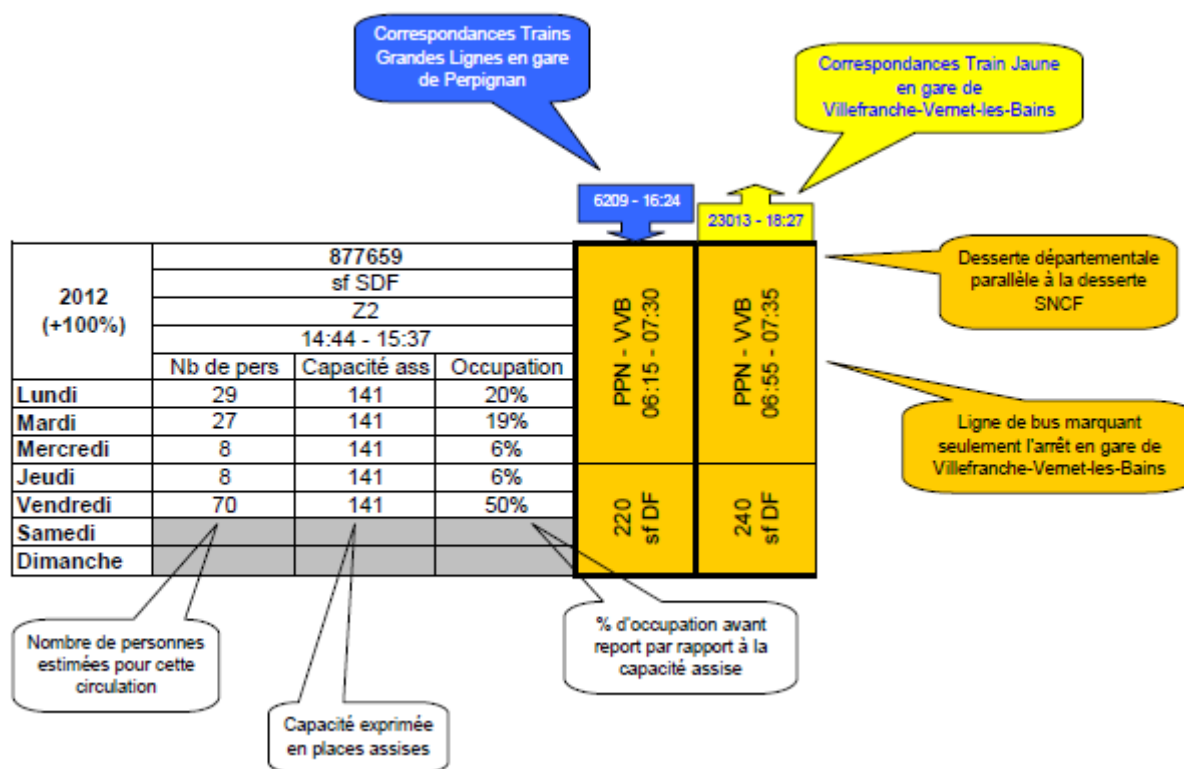 Correspondances Trains
Grandes Lignes en gare
de Perpignan
Correspondances Train Jaune
en gare de
Villefranche-Vernet-les-Bains
6209 - 16:24
23013 - 18:27
2012
(+100%)
877659
sf SDF
Z2
14:44 - 15:37
Nb de pers Capacité ass Occupation
Lundi 29 141 20%
Mardi 27 141 19%
Mercredi 8 141 6%
Jeudi 8 141 6%
Vendredi 70 141 50%
Samedi
Dimanche
PPN - VVB
06:15 - 07:30
PPN - VVB
06:55 - 07:35
220
sf DF
240
sf DF
Desserte départementale
parallèle à la desserte
SNCF
Ligne de bus marquant
seulement l'arrêt en gare de
Villefranche-Vernet-les-Bains
Nombre de personnes
estimées pour cette
circulation
Capacité exprimée
en places assises
% d'occupation avant
report par rapport à la
capacité assise